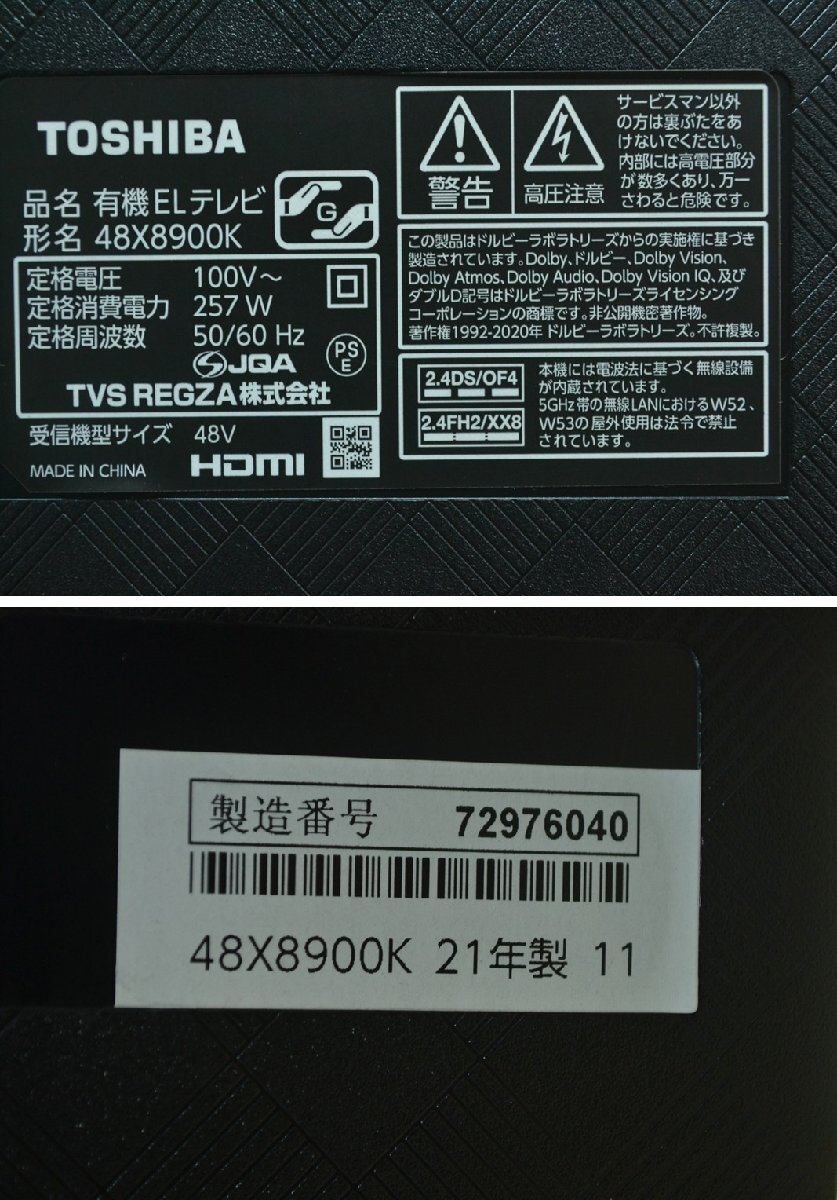 TOSHIBA
品名 有機ELテレビ
形名 48X8900K
G
定格電圧 100V～
定格消費電力 257 W
定格周波数 50/60 Hz
JQA
PS
E
TVS REGZA株式会社
受信機型サイズ 48V
MADE IN CHINA
HDMI
警告
高圧注意
サービスマン以外
の方は裏ぶたをあ
けないでください。
内部には高電圧部分
が数多くあり、万一
さわると危険です。
この製品はドルビーラボラトリーズからの実施権に基づき
製造されています。Dolby、ドルビー、Dolby Vision、
Dolby Atmos、Dolby Audio、Dolby Vision IQ、及び
ダブルD記号はドルビーラボラトリーズライセンシング
コーポレーションの商標です。非公開機密著作物。
著作権1992-2020年 ドルビーラボラトリーズ。不許複製。
2.4DS/OF4
2.4FH2/XX8
本機には電波法に基づく無線設備
が内蔵されています。
5GHz帯の無線LANにおけるW52、
W53の屋外使用は法令で禁止
されています。
製造番号 72976040
48X8900K 21年製 11